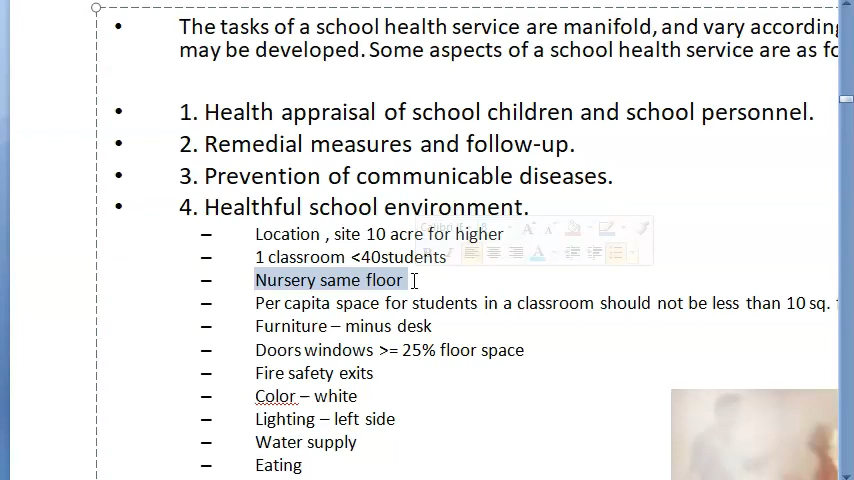 • The tasks of a school health service are manifold, and vary according
may be developed. Some aspects of a school health service are as fo
• 1. Health appraisal of school children and school personnel.
• 2. Remedial measures and follow-up.
• 3. Prevention of communicable diseases.
• 4. Healthful school environment.
– Location , site 10 acre for higher
– 1 classroom <40students
– Nursery same floor
– Per capita space for students in a classroom should not be less than 10 sq.
– Furniture – minus desk
– Doors windows >= 25% floor space
– Fire safety exits
– Color – white
– Lighting – left side
– Water supply
– Eating